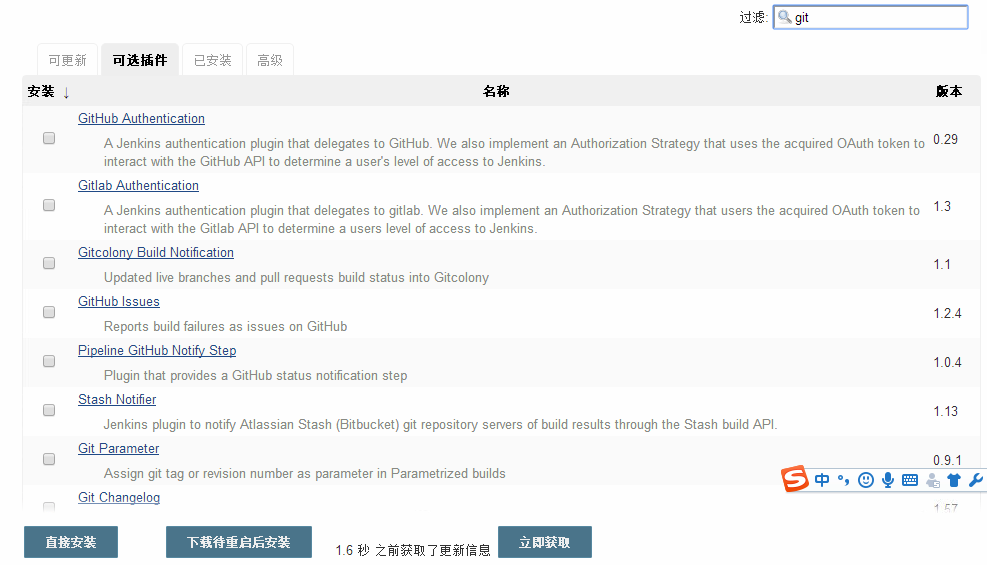 过滤: git
可更新 可选插件 已安装 高级
安装 ↓ 名称 版本
GitHub Authentication
A Jenkins authentication plugin that delegates to GitHub. We also implement an Authorization Strategy that uses the acquired OAuth token to
interact with the GitHub API to determine a user's level of access to Jenkins.
0.29
Gitlab Authentication
A Jenkins authentication plugin that delegates to gitlab. We also implement an Authorization Strategy that users the acquired OAuth token to
interact with the Gitlab API to determine a users level of access to Jenkins.
1.3
Gitcolony Build Notification
Updated live branches and pull requests build status into Gitcolony
1.1
GitHub Issues
Reports build failures as issues on GitHub
1.2.4
Pipeline GitHub Notify Step
Plugin that provides a GitHub status notification step
1.0.4
Stash Notifier
Jenkins plugin to notify Atlassian Stash (Bitbucket) git repository servers of build results through the Stash build API.
1.13
Git Parameter
Assign git tag or revision number as parameter in Parametrized builds
0.9.1
S 中
Git Changelog
1.57
直接安装 下载待重启后安装 1.6 秒 之前获取了更新信息 立即获取